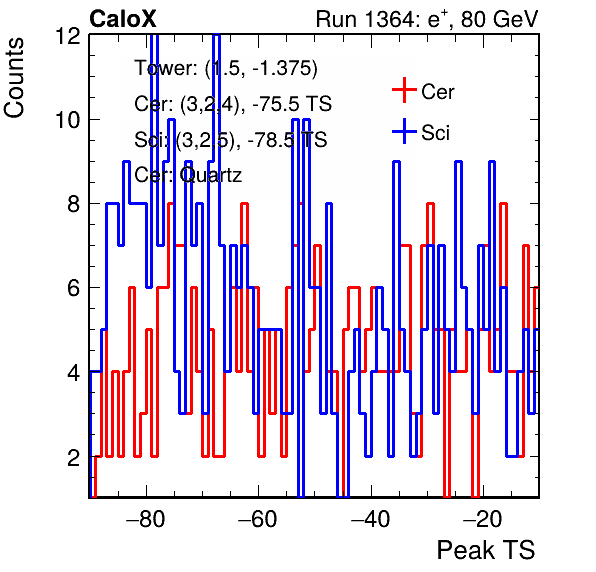 CaloX Run 1364: e⁺, 80 GeV
Counts
12
10
8
6
4
2
Tower: (1.5, -1.375)
Cer: (3,2,4), -75.5 TS
Sci: (3,2,5), -78.5 TS
Cer: Quartz
Cer
Sci
−80 −60 −40 −20
Peak TS